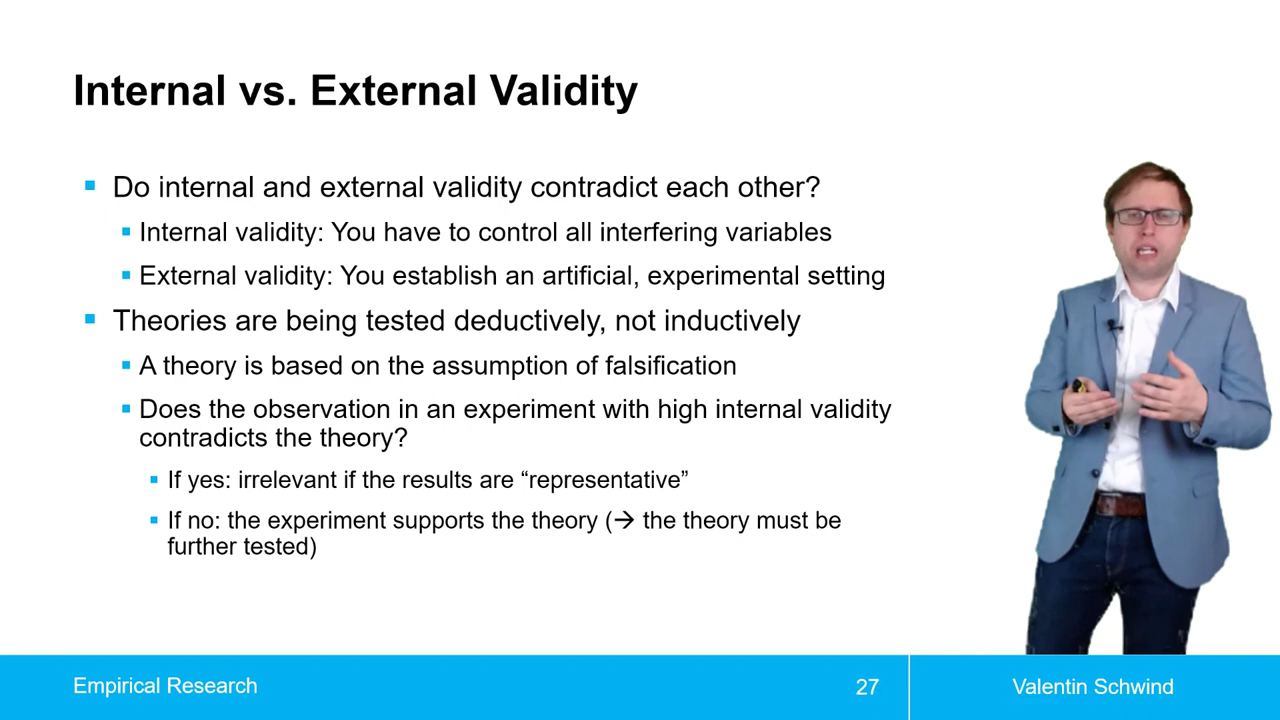 Internal vs. External Validity
Do internal and external validity contradict each other?
Internal validity: You have to control all interfering variables
External validity: You establish an artificial, experimental setting
Theories are being tested deductively, not inductively
A theory is based on the assumption of falsification
Does the observation in an experiment with high internal validity
contradicts the theory?
If yes: irrelevant if the results are “representative”
If no: the experiment supports the theory (→ the theory must be
further tested)
Empirical Research
27
Valentin Schwind